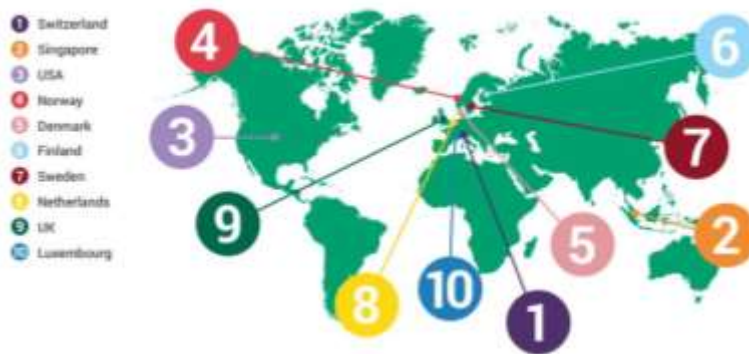 1 Switzerland
2 Singapore
3 USA
4 Norway
5 Denmark
6 Finland
7 Sweden
8 Netherlands
9 UK
10 Luxembourg
4
6
3
7
9
5
2
8
10
1